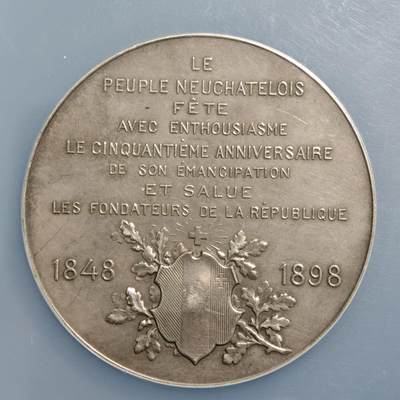 LE
PEUPLE NEUCHATELOIS
FÊTE
AVEC ENTHOUSIASME
LE CINQUANTIÈME ANNIVERSAIRE
DE SON ÉMANCIPATION
ET SALUE
LES FONDATEURS DE LA RÉPUBLIQUE
1848 1898